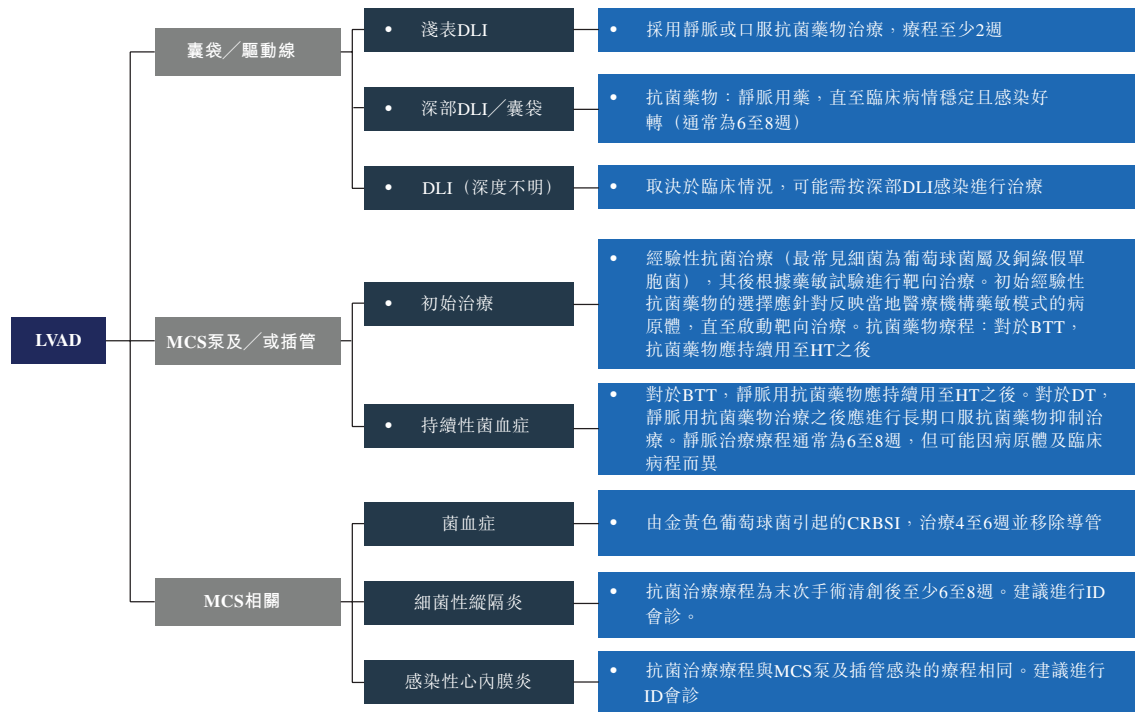 LVAD
囊袋／驅動線
• 淺表DLI
• 採用靜脈或口服抗菌藥物治療，療程至少2週
• 深部DLI／囊袋
• 抗菌藥物：靜脈用藥，直至臨床病情穩定且感染好
轉（通常為6至8週）
• DLI（深度不明）
• 取決於臨床情況，可能需按深部DLI感染進行治療
MCS泵及／或插管
• 初始治療
• 經驗性抗菌治療（最常見細菌為葡萄球菌屬及銅綠假單
胞菌），其後根據藥敏試驗進行靶向治療。初始經驗性
抗菌藥物的選擇應針對反映當地醫療機構藥敏模式的病
原體，直至啟動靶向治療。抗菌藥物療程：對於BTT，
抗菌藥物應持續用至HT之後
• 持續性菌血症
• 對於BTT，靜脈用抗菌藥物應持續用至HT之後。對於DT，
靜脈用抗菌藥物治療之後應進行長期口服抗菌藥物抑制治
療。靜脈治療療程通常為6至8週，但可能因病原體及臨床
病程而異
MCS相關
菌血症
• 由金黃色葡萄球菌引起的CRBSI，治療4至6週並移除導管
細菌性縱隔炎
• 抗菌治療療程為末次手術清創後至少6至8週。建議進行ID
會診。
感染性心內膜炎
• 抗菌治療療程與MCS泵及插管感染的療程相同。建議進行
ID會診